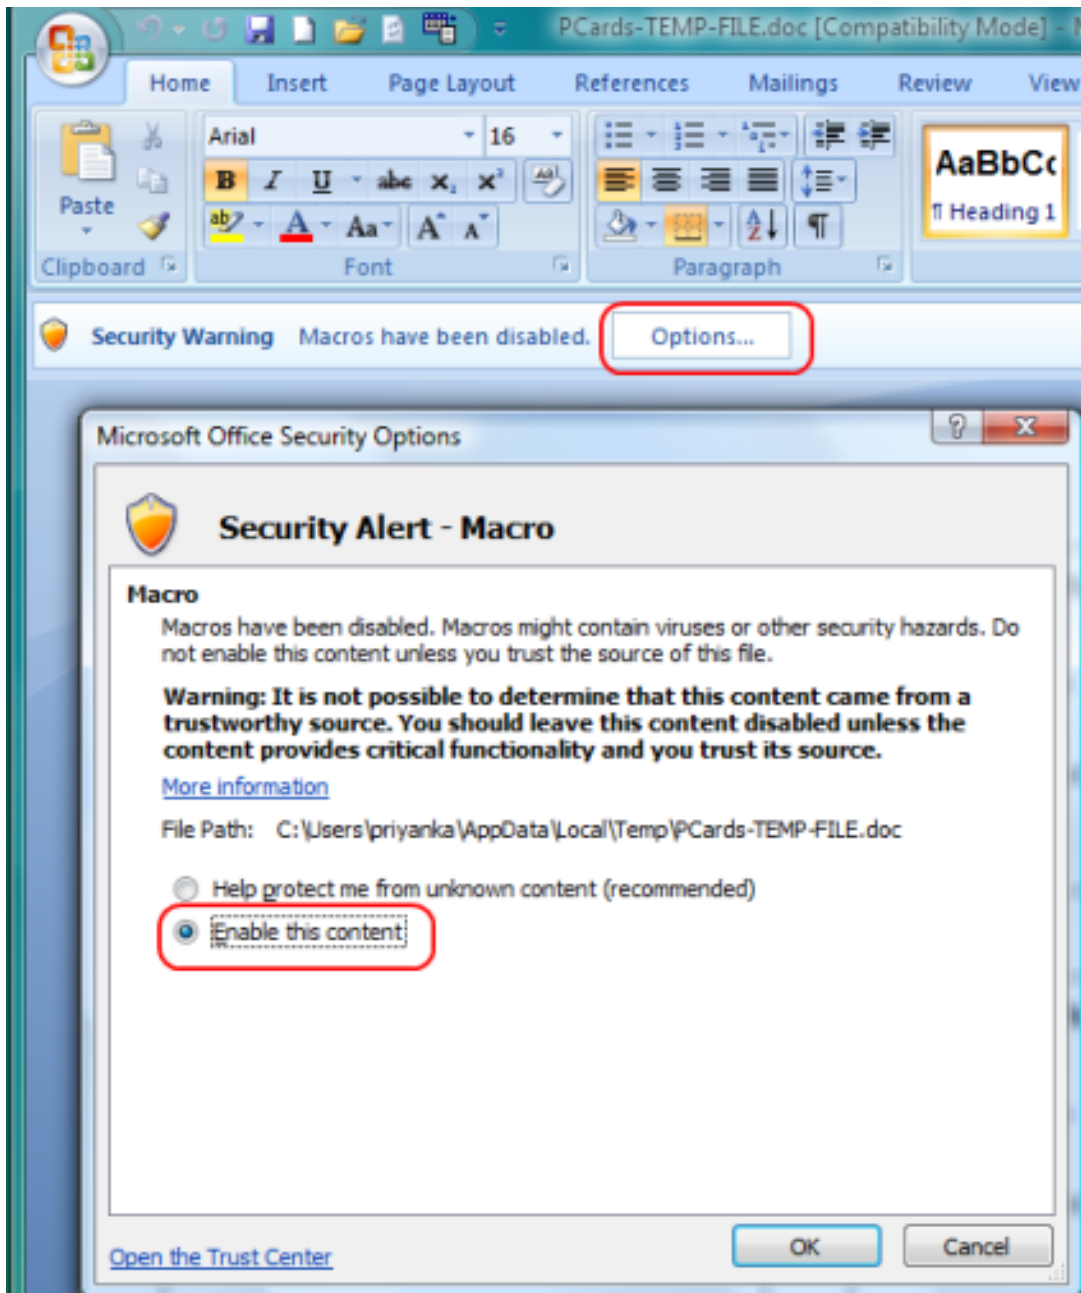 PCards-TEMP-FILE.doc [Compatibility Mode] -
Home Insert Page Layout References Mailings Review View
Arial 16
B I U abe x₂ x² Aa
Paste
ab A Aa A A
A Z ¶
AaBbCc
¶ Heading 1
Clipboard Font Paragraph
Security Warning Macros have been disabled. Options...
Microsoft Office Security Options
Security Alert - Macro
Macro
Macros have been disabled. Macros might contain viruses or other security hazards. Do
not enable this content unless you trust the source of this file.
Warning: It is not possible to determine that this content came from a
trustworthy source. You should leave this content disabled unless the
content provides critical functionality and you trust its source.
More information
File Path: C:\Users\priyanka\AppData\Local\Temp\PCards-TEMP-FILE.doc
Help protect me from unknown content (recommended)
Enable this content
Open the Trust Center OK Cancel